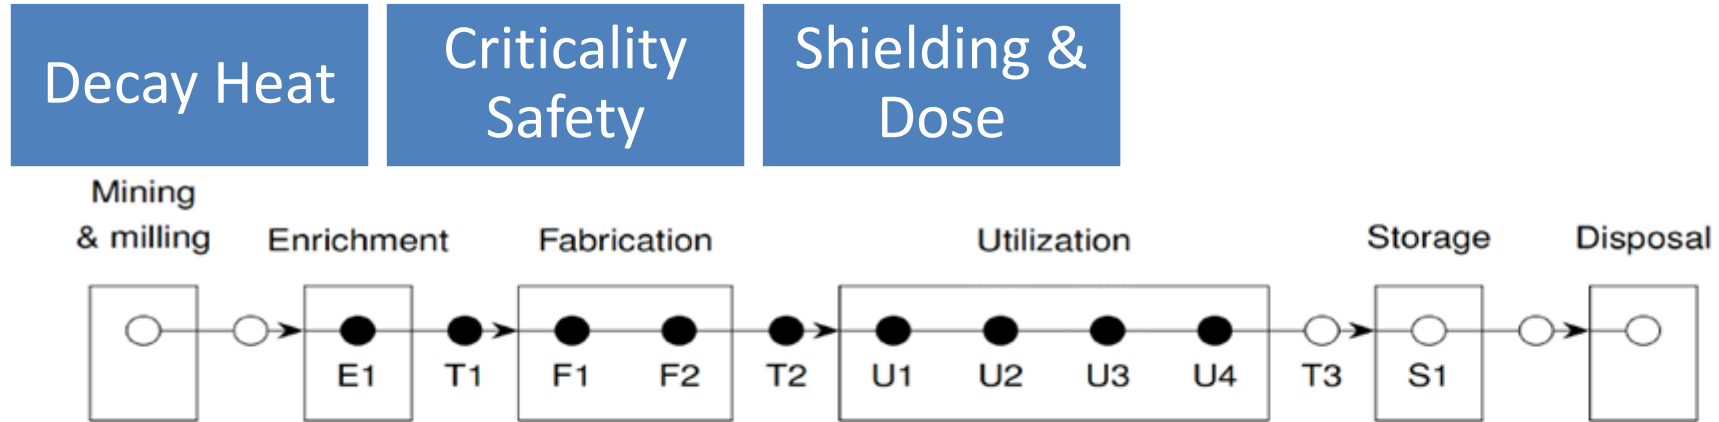 Decay Heat
Criticality
Safety
Shielding &
Dose
Mining
& milling
Enrichment
Fabrication
Utilization
Storage
Disposal
E1
T1
F1
F2
T2
U1
U2
U3
U4
T3
S1